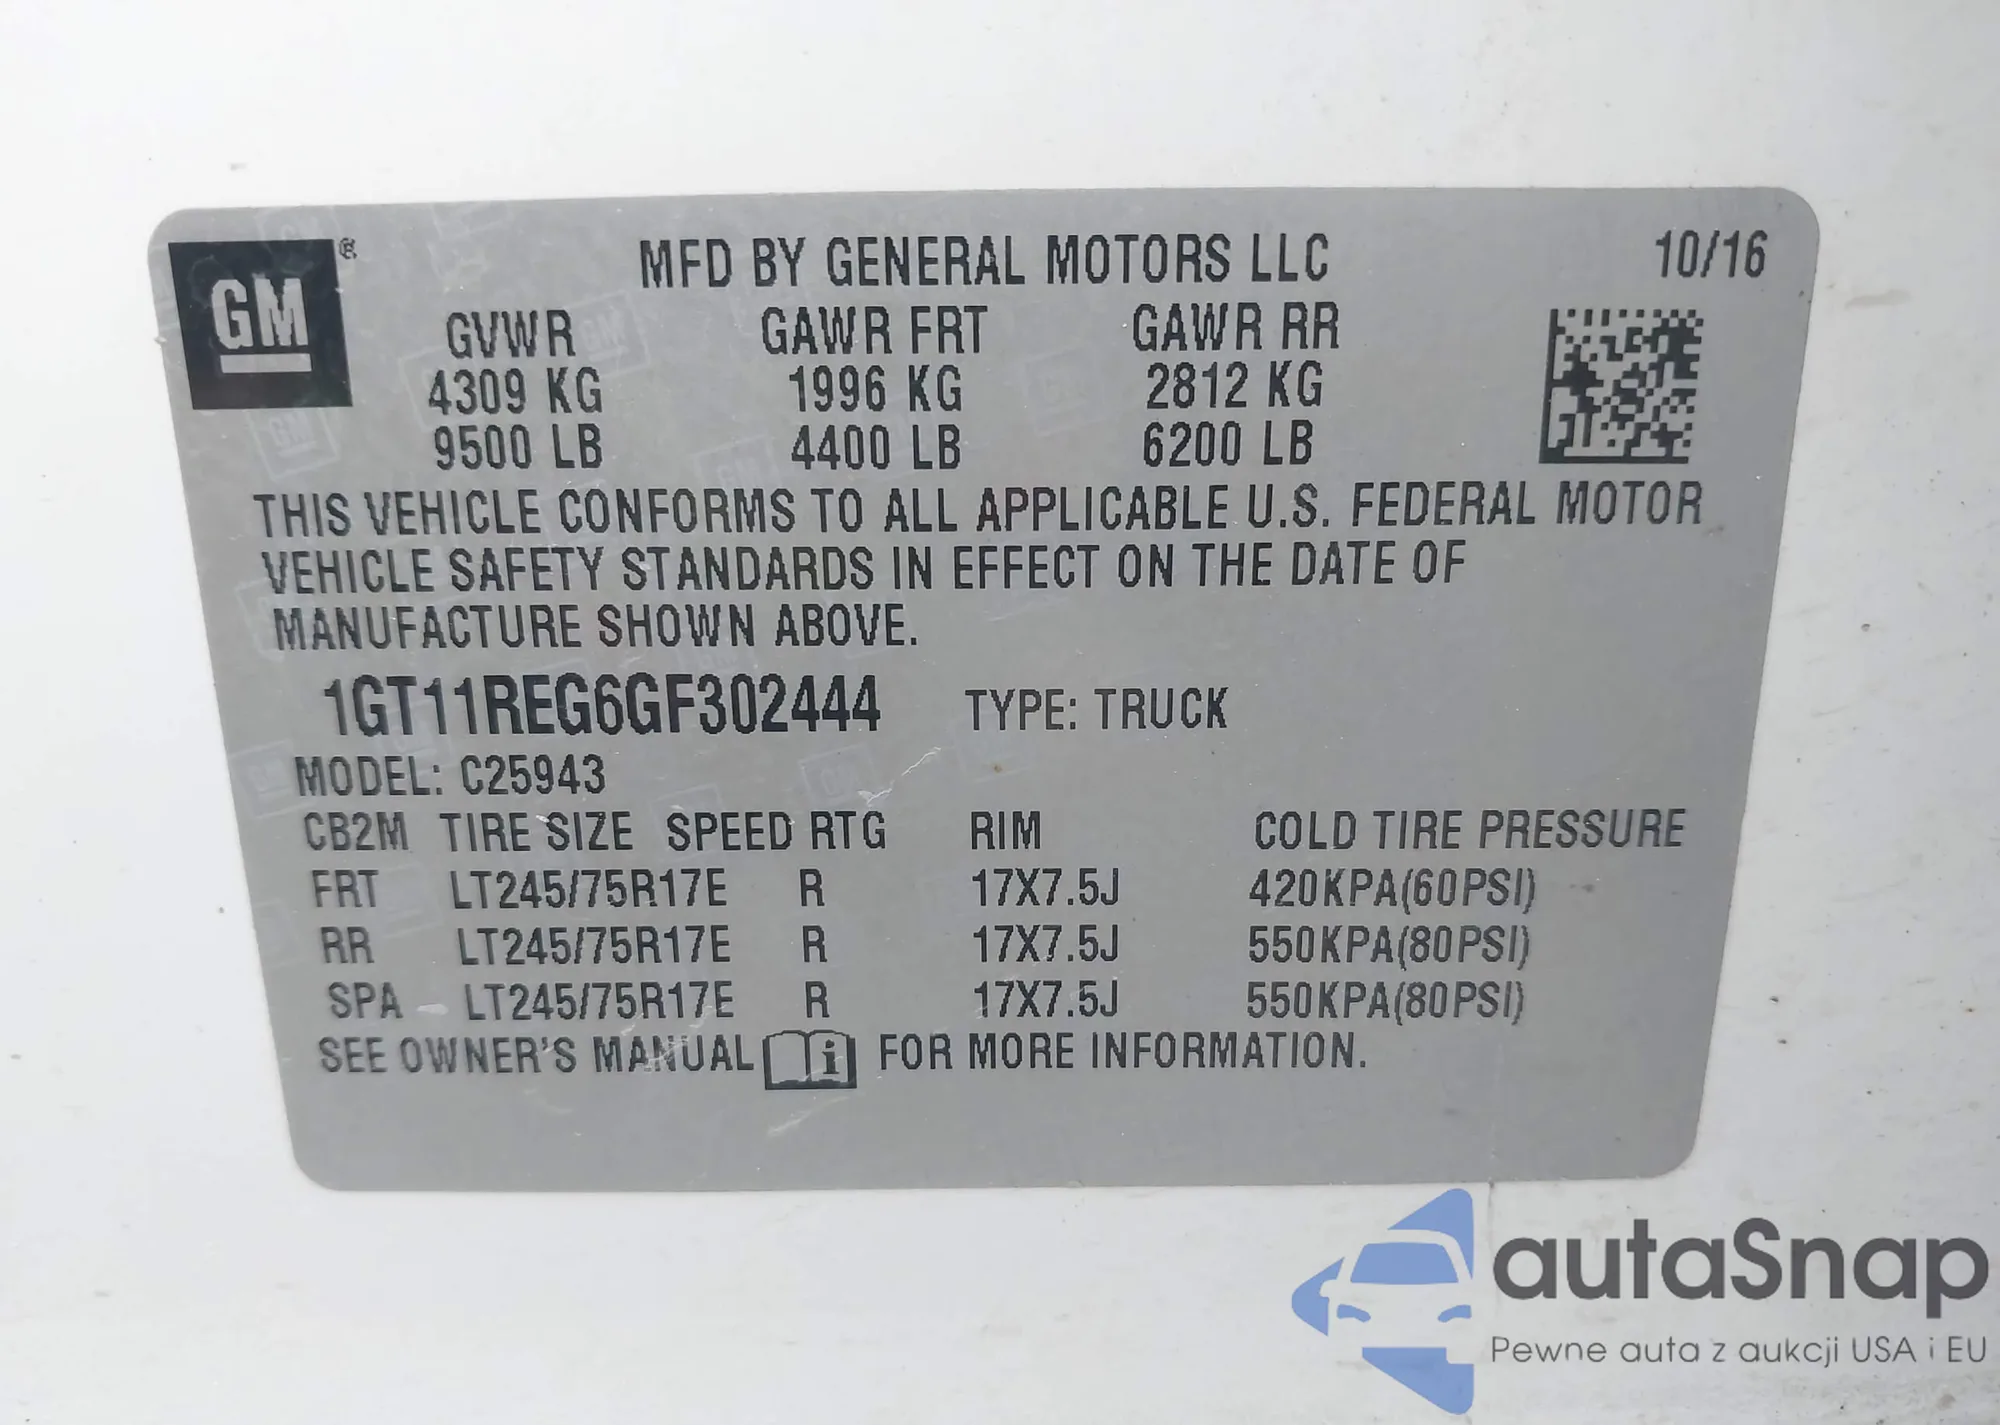 GM®
MFD BY GENERAL MOTORS LLC 10/16
GVWR GAWR FRT GAWR RR
4309 KG 1996 KG 2812 KG
9500 LB 4400 LB 6200 LB
THIS VEHICLE CONFORMS TO ALL APPLICABLE U.S. FEDERAL MOTOR
VEHICLE SAFETY STANDARDS IN EFFECT ON THE DATE OF
MANUFACTURE SHOWN ABOVE.
1GT11REG6GF302444 TYPE: TRUCK
MODEL: C25943
CB2M TIRE SIZE SPEED RTG RIM COLD TIRE PRESSURE
FRT LT245/75R17E R 17X7.5J 420KPA(60PSI)
RR LT245/75R17E R 17X7.5J 550KPA(80PSI)
SPA LT245/75R17E R 17X7.5J 550KPA(80PSI)
SEE OWNER'S MANUAL i FOR MORE INFORMATION.
autaSnap
Pewne auta z aukcji USA i EU